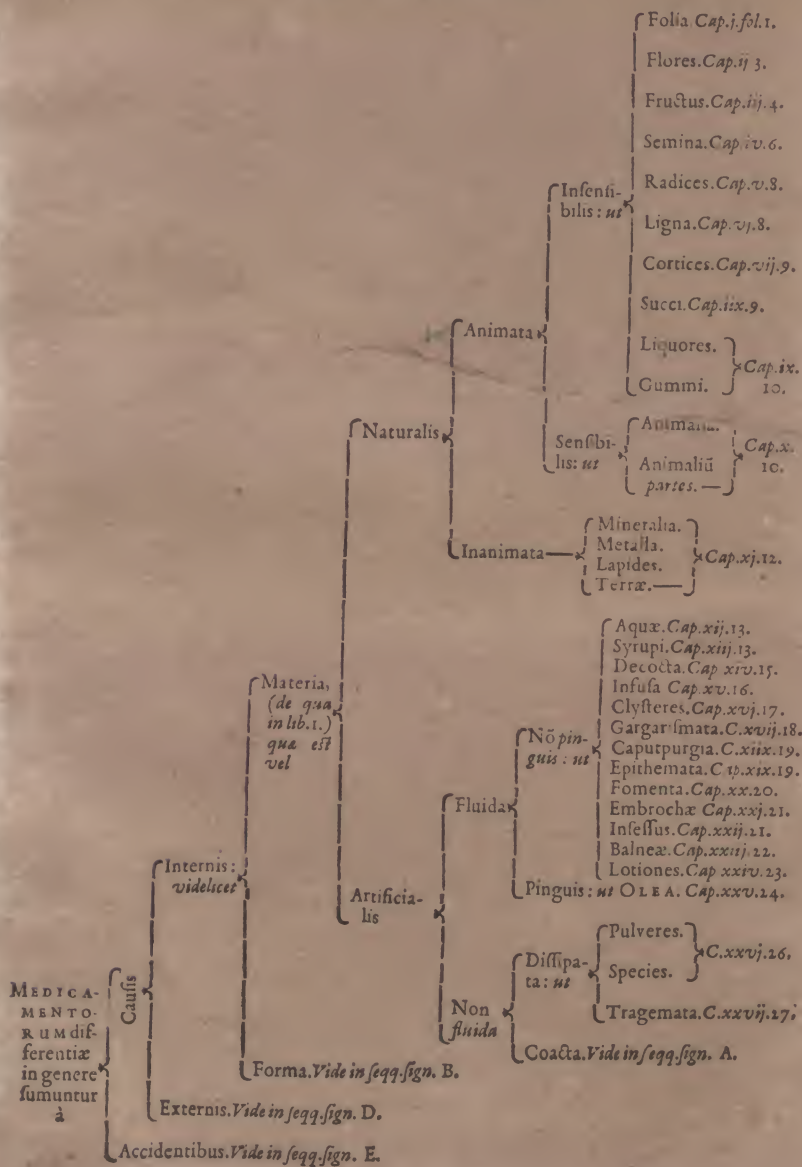 Folia.Cap.j.fol.1.
Flores.Cap.ij 3.
Fructus.Cap.iij.4.
Semina.Cap.iv.6.
Radices.Cap.v.8.
Ligna.Cap.vj.8.
Cortices.Cap.vij.9.
Succi.Cap.iix.9.
Liquores.
Gummi.
Cap.ix.
10.
Insensi-
bilis: ut
Animalia.
Animaliũ
partes.
Cap.x.
10.
Sensibi-
lis: ut
Animata
Mineralia.
Metalla.
Lapides.
Terræ.
Cap.xj.12.
Inanimata
Naturalis
Aquæ.Cap.xij.13.
Syrupi.Cap.xiij.13.
Decocta.Cap xiv.15.
Infusa Cap.xv.16.
Clysteres.Cap.xvj.17.
Gargarismata.C.xvij.18.
Caputpurgia.C.xiix.19.
Epithemata.Cap.xix.19.
Fomenta.Cap.xx.20.
Embrochæ Cap.xxj.21.
Insessus.Cap.xxij.21.
Balneæ.Cap.xxiij.22.
Lotiones.Cap xxiv.23.
Nõ pin-
guis: ut
Pinguis: ut OLEA. Cap.xxv.24.
Fluida
Pulveres.
Species.
C.xxvj.26.
Tragemata.C.xxvij.27.
Dissipa-
ta: ut
Coacta.Vide in seqq.sign. A.
Non
fluida
Artificia-
lis
Materia,
(de qua
in lib.1.)
quæ est
vel
Forma.Vide in seqq.sign. B.
Internis:
videlicet
Externis.Vide in seqq.sign. D.
Causis
Accidentibus.Vide in seqq.sign. E.
MEDICA-
MENTO-
RUM dif-
ferentiæ
in genere
sumuntur
à